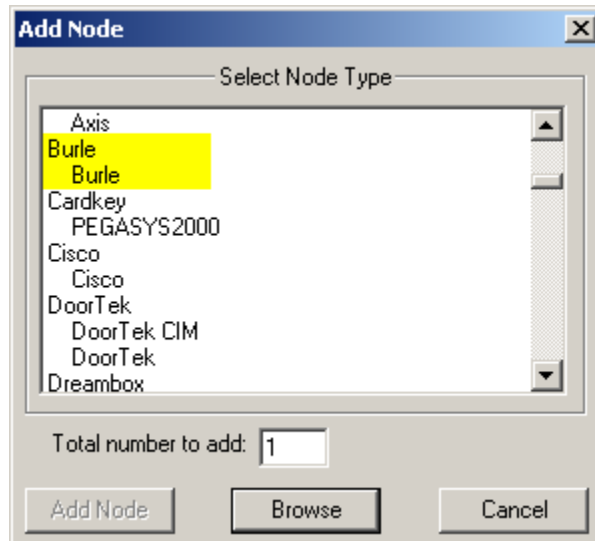 Add Node
Select Node Type
Axis
Burle
Burle
Cardkey
PEGASYS2000
Cisco
Cisco
DoorTek
DoorTek CIM
DoorTek
Dreambox
Total number to add: 1
Add Node Browse Cancel